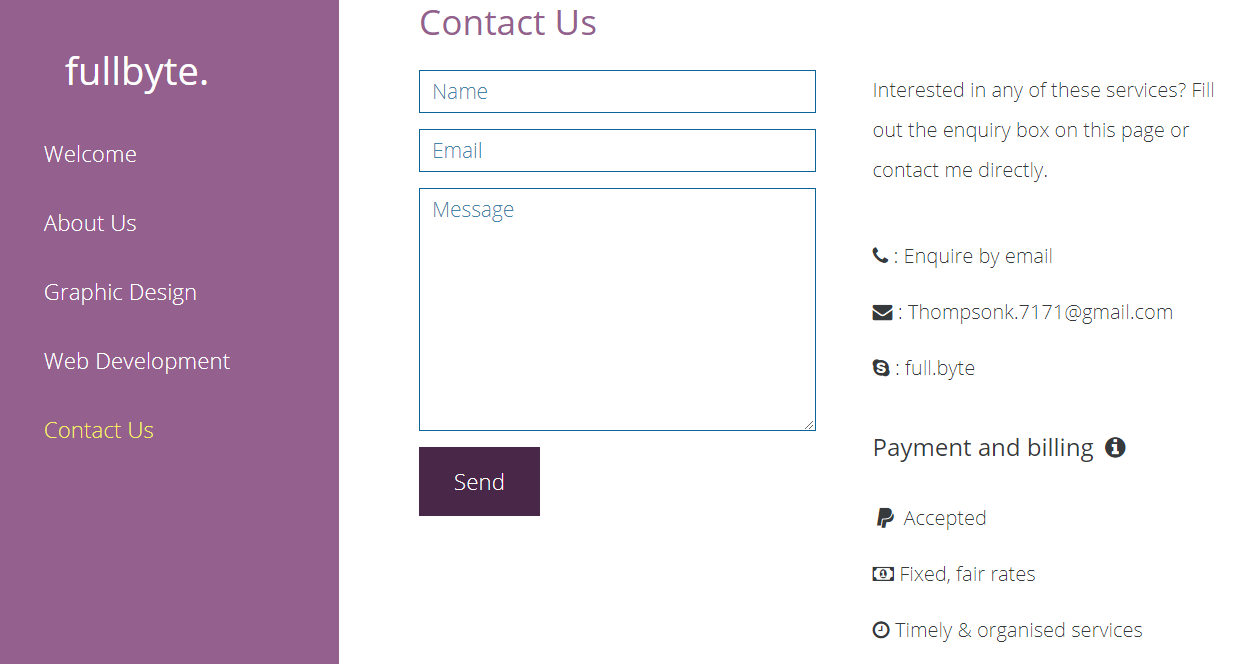 fullbyte.
Welcome
About Us
Graphic Design
Web Development
Contact Us
Contact Us
Name
Email
Message
Send
Interested in any of these services? Fill
out the enquiry box on this page or
contact me directly.
: Enquire by email
: Thompsonk.7171@gmail.com
: full.byte
Payment and billing
Accepted
Fixed, fair rates
Timely & organised services